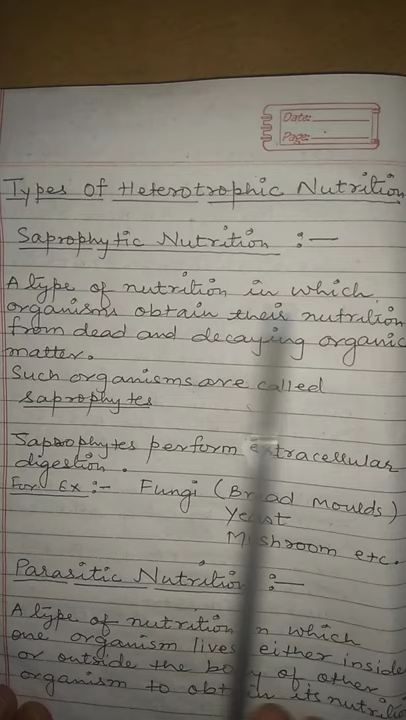 Date:
Page:
Types of Heterotrophic Nutrition
Saprophytic Nutrition :—
A type of nutrition in which
organisms obtain their nutrition
from dead and decaying organic
matter.
Such organisms are called
saprophytes
Saprophytes perform extracellular
digestion.
For Ex :- Fungi (Bread Moulds)
Yeast
Mushroom etc.
Parasitic Nutrition :—
A type of nutrition in which
one organism lives either inside
or outside the body of other
organism to obtain its nutrition